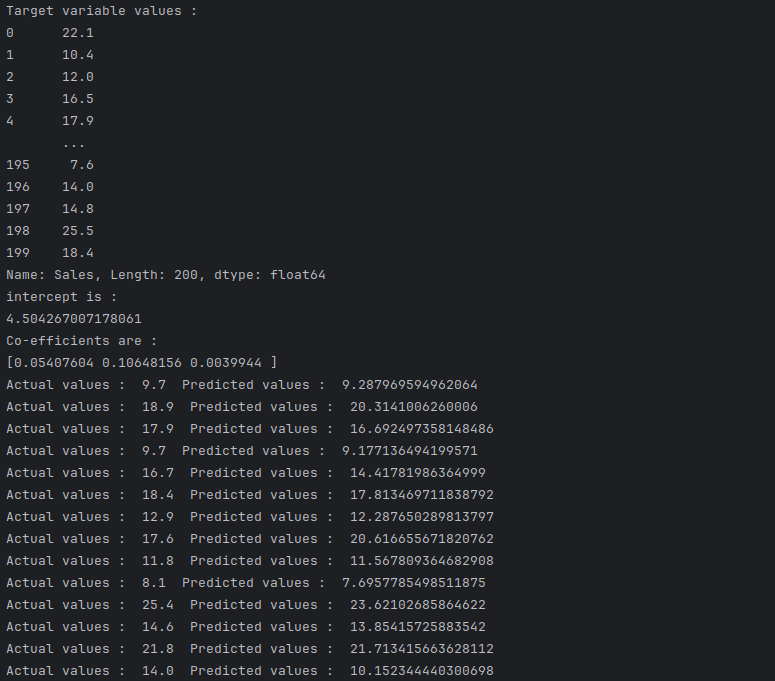 Target variable values :
0      22.1
1      10.4
2      12.0
3      16.5
4      17.9
       ...
195     7.6
196    14.0
197    14.8
198    25.5
199    18.4
Name: Sales, Length: 200, dtype: float64
intercept is :
4.504267007178061
Co-efficients are :
[0.05407604 0.10648156 0.0039944 ]
Actual values :  9.7  Predicted values :  9.287969594962064
Actual values :  18.9  Predicted values :  20.3141006260006
Actual values :  17.9  Predicted values :  16.692497358148486
Actual values :  9.7  Predicted values :  9.177136494199571
Actual values :  16.7  Predicted values :  14.41781986364999
Actual values :  18.4  Predicted values :  17.813469711838792
Actual values :  12.9  Predicted values :  12.287650289813797
Actual values :  17.6  Predicted values :  20.616655671820762
Actual values :  11.8  Predicted values :  11.567809364682908
Actual values :  8.1  Predicted values :  7.6957785498511875
Actual values :  25.4  Predicted values :  23.62102685864622
Actual values :  14.6  Predicted values :  13.85415725883542
Actual values :  21.8  Predicted values :  21.713415663628112
Actual values :  14.0  Predicted values :  10.152344440300698